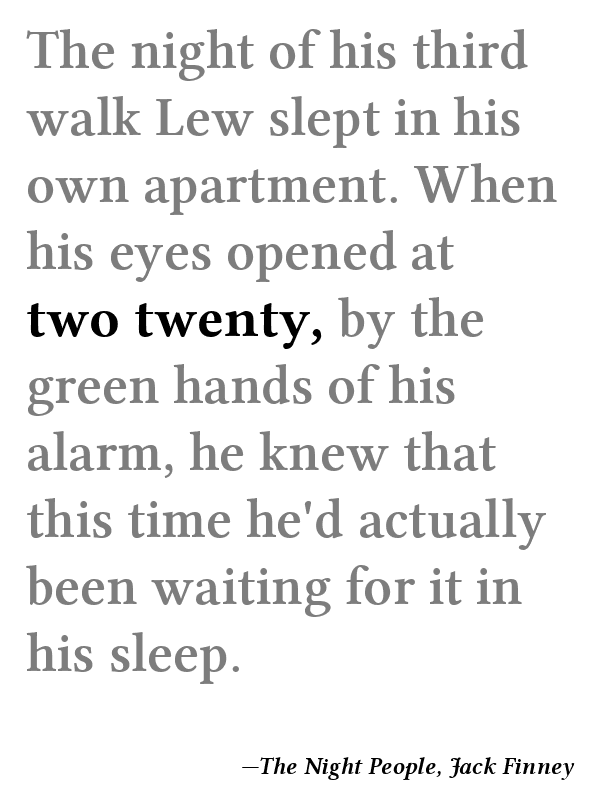 The night of his third
walk Lew slept in his
own apartment. When
his eyes opened at
two twenty, by the
green hands of his
alarm, he knew that
this time he'd actually
been waiting for it in
his sleep.
—The Night People, Jack Finney